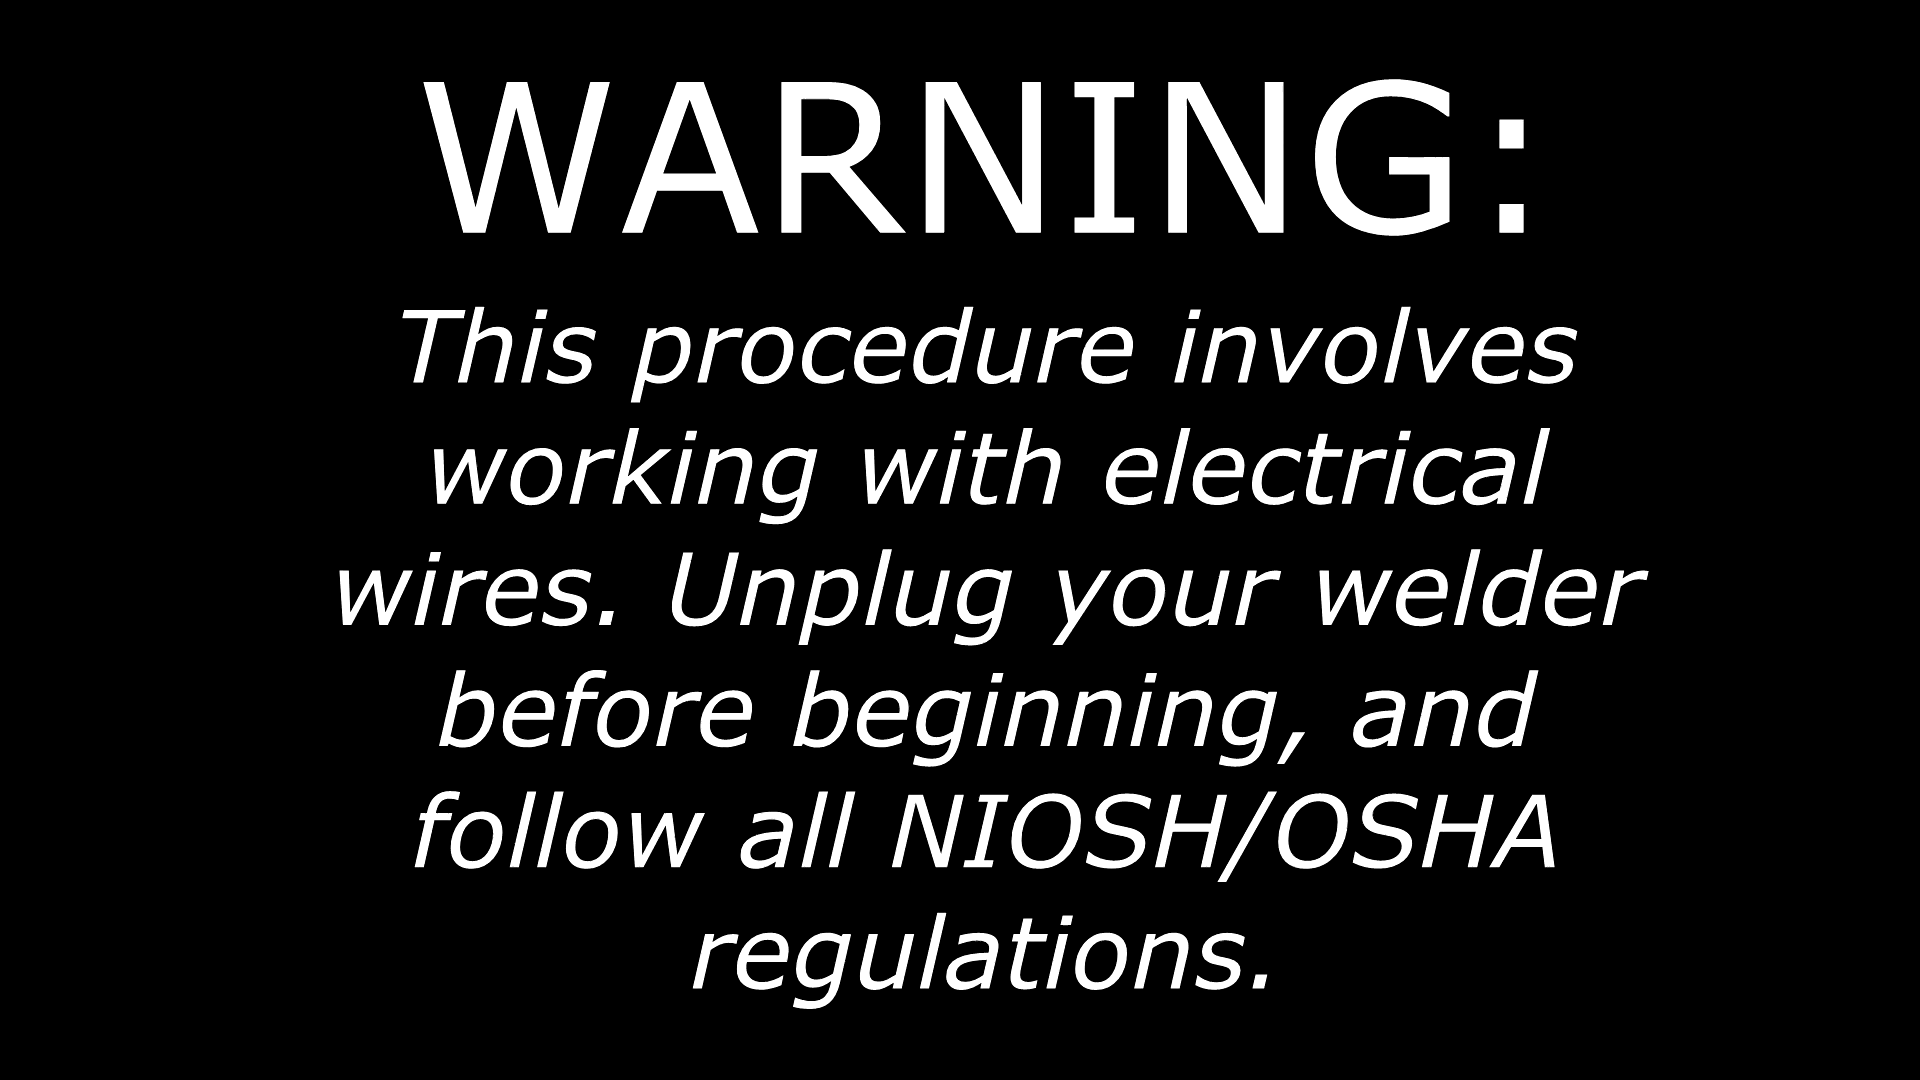 WARNING:
This procedure involves
working with electrical
wires. Unplug your welder
before beginning, and
follow all NIOSH/OSHA
regulations.